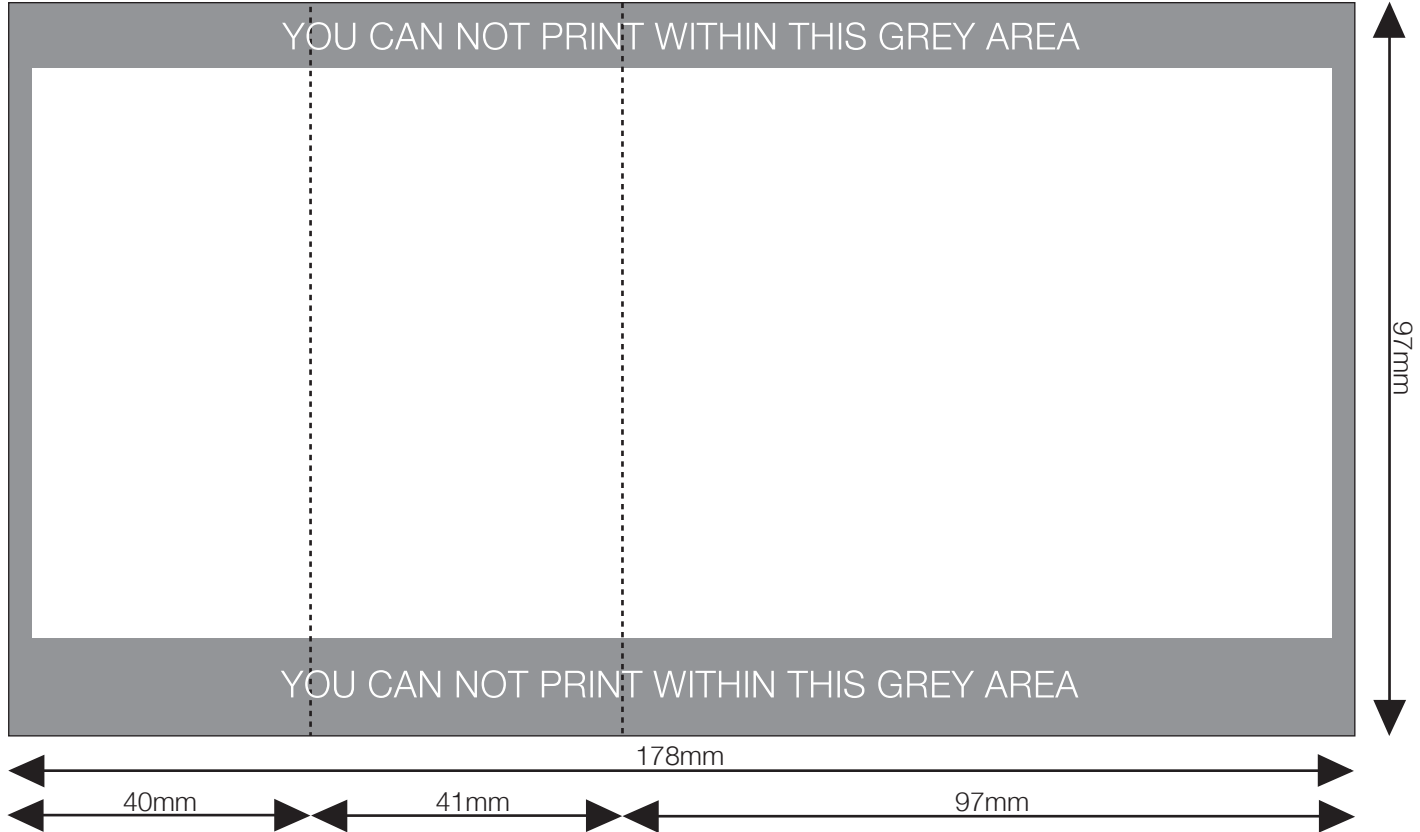 YOU CAN NOT PRINT WITHIN THIS GREY AREA
97mm
YOU CAN NOT PRINT WITHIN THIS GREY AREA
178mm
40mm
41mm
97mm